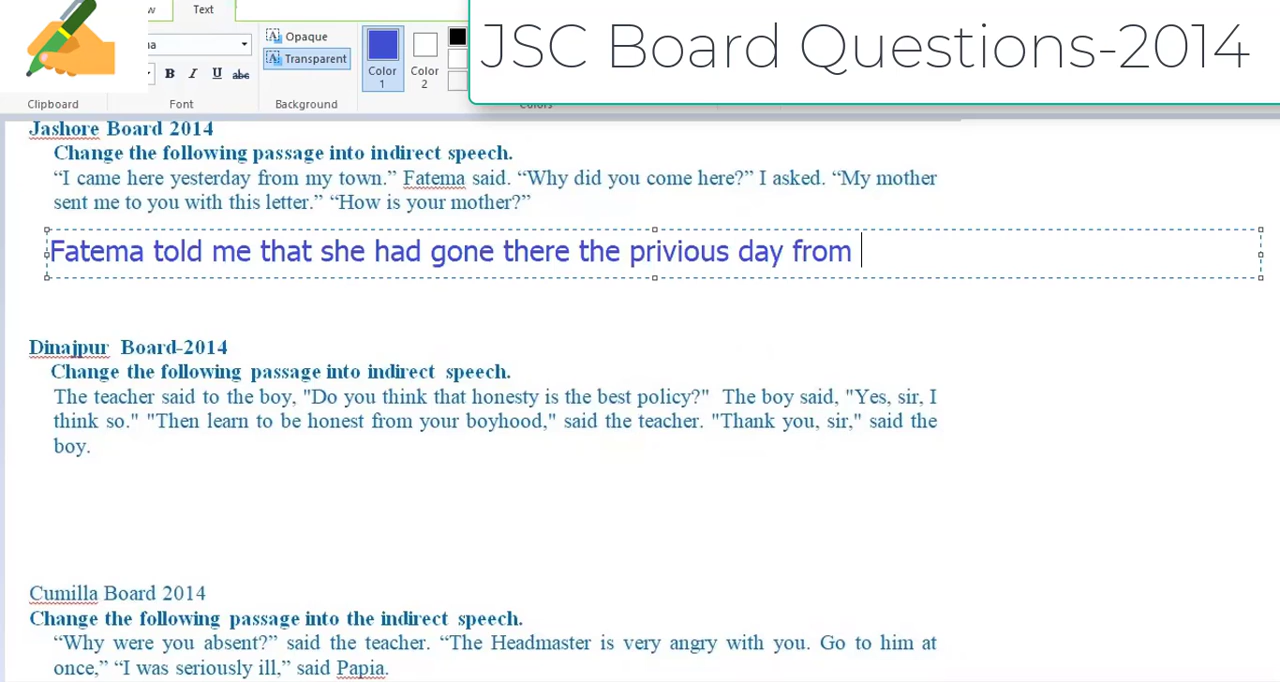 w Text
JSC Board Questions-2014
Opaque
Transparent
B I U abc
Color 1
Color 2
Clipboard Font Background
Jashore Board 2014
Change the following passage into indirect speech.
“I came here yesterday from my town.” Fatema said. “Why did you come here?” I asked. “My mother
sent me to you with this letter.” “How is your mother?”
Fatema told me that she had gone there the privious day from
Dinajpur Board-2014
Change the following passage into indirect speech.
The teacher said to the boy, "Do you think that honesty is the best policy?" The boy said, "Yes, sir, I
think so." "Then learn to be honest from your boyhood," said the teacher. "Thank you, sir," said the
boy.
Cumilla Board 2014
Change the following passage into the indirect speech.
“Why were you absent?” said the teacher. “The Headmaster is very angry with you. Go to him at
once,” “I was seriously ill,” said Papia.